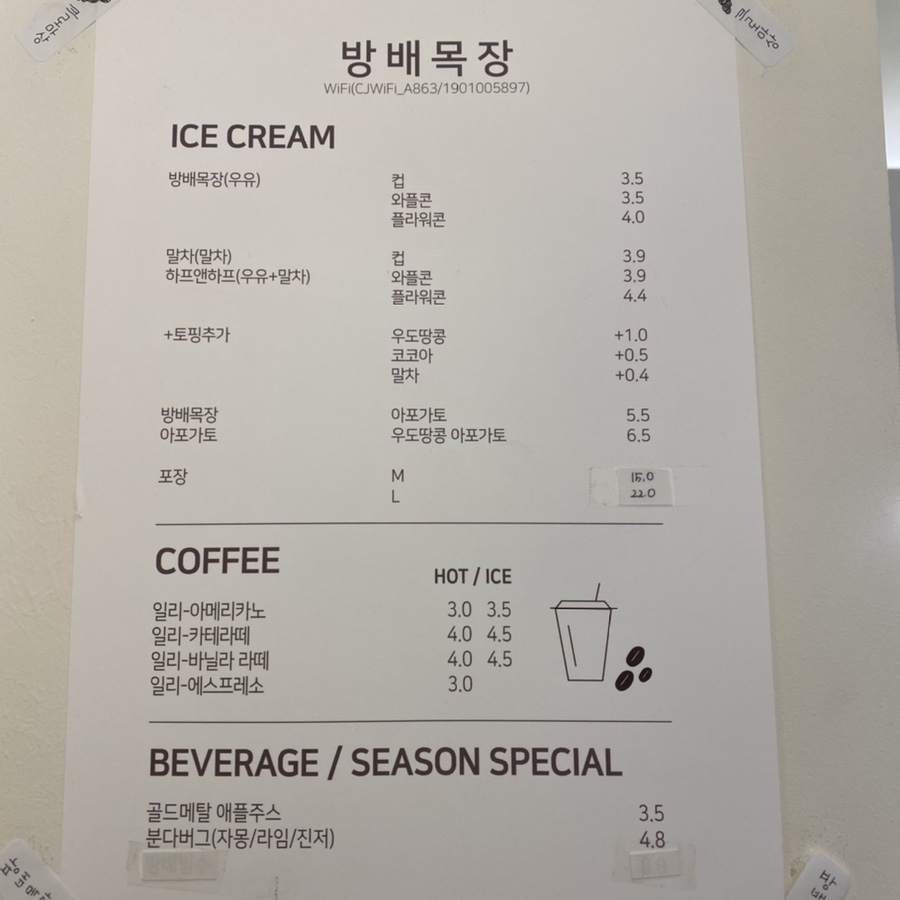 방배목장
WiFi(CJWiFi_A863/1901005897)
ICE CREAM
방배목장(우유) 컵 3.5
와플콘 3.5
플라워콘 4.0
말차(말차) 컵 3.9
하프앤하프(우유+말차) 와플콘 3.9
플라워콘 4.4
+토핑추가 우도땅콩 +1.0
코코아 +0.5
말차 +0.4
방배목장 아포가토 5.5
아포가토 우도땅콩 아포가토 6.5
포장 M 15.0
L 22.0
COFFEE
HOT / ICE
일리-아메리카노 3.0 3.5
일리-카테라떼 4.0 4.5
일리-바닐라 라떼 4.0 4.5
일리-에스프레소 3.0
BEVERAGE / SEASON SPECIAL
골드메탈 애플주스 3.5
분다버그(자몽/라임/진저) 4.8